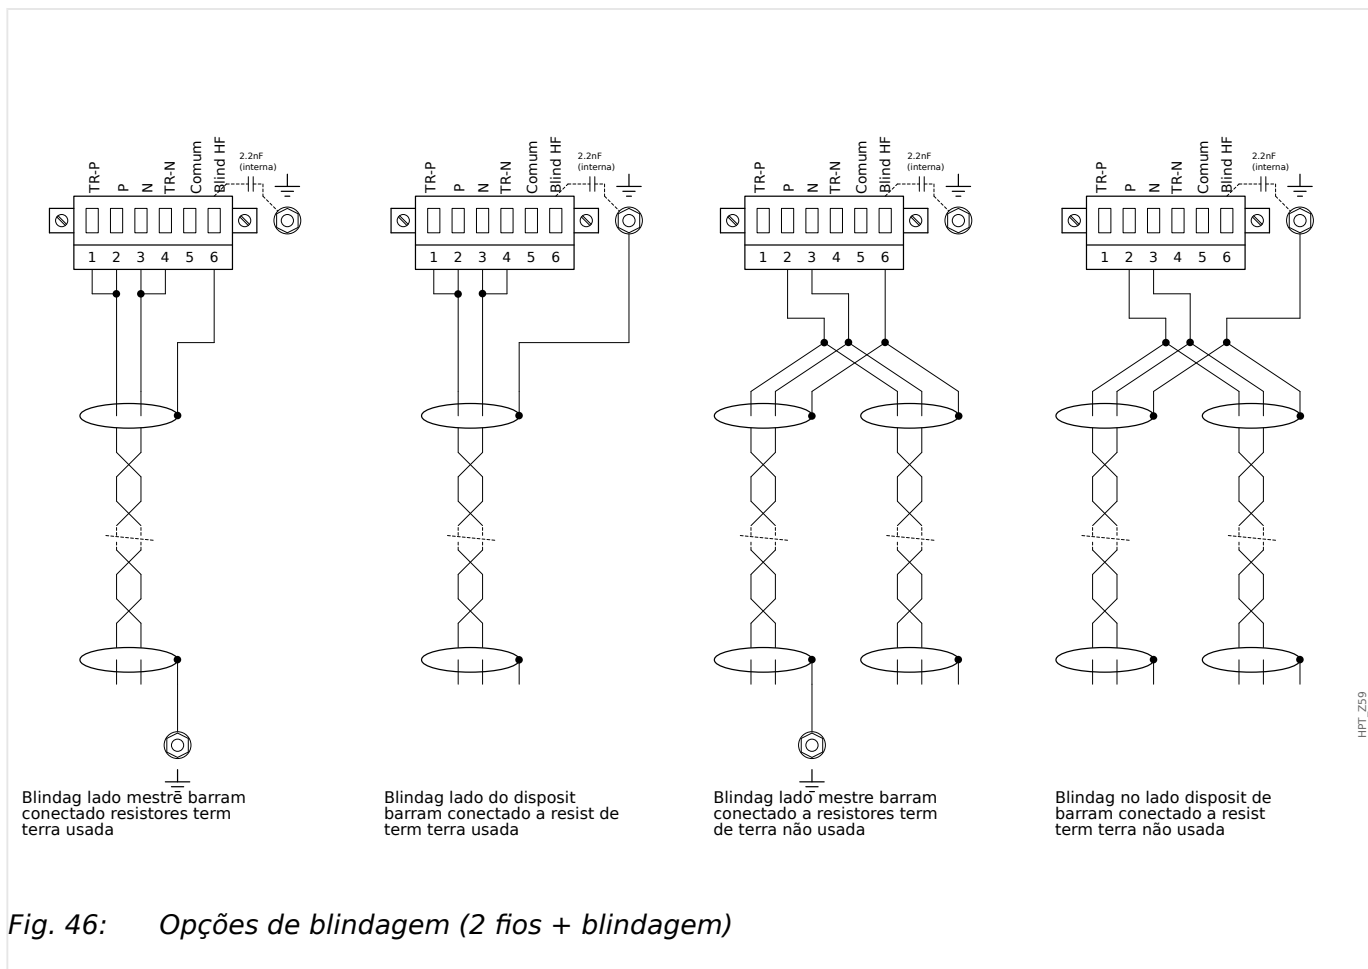 TR-P P N TR-N Comum Blind HF
2.2nF
(interna)
1 2 3 4 5 6
TR-P P N TR-N Comum Blind HF
2.2nF
(interna)
1 2 3 4 5 6
TR-P P N TR-N Comum Blind HF
2.2nF
(interna)
1 2 3 4 5 6
TR-P P N TR-N Comum Blind HF
2.2nF
(interna)
1 2 3 4 5 6
HPT_Z59
Blindag lado mestre barram
conectado resistores term
terra usada
Blindag lado do disposit
barram conectado a resist de
term terra usada
Blindag lado mestre barram
conectado a resistores term
de terra não usada
Blindag no lado disposit de
barram conectado a resist
term terra não usada
Fig. 46: Opções de blindagem (2 fios + blindagem)